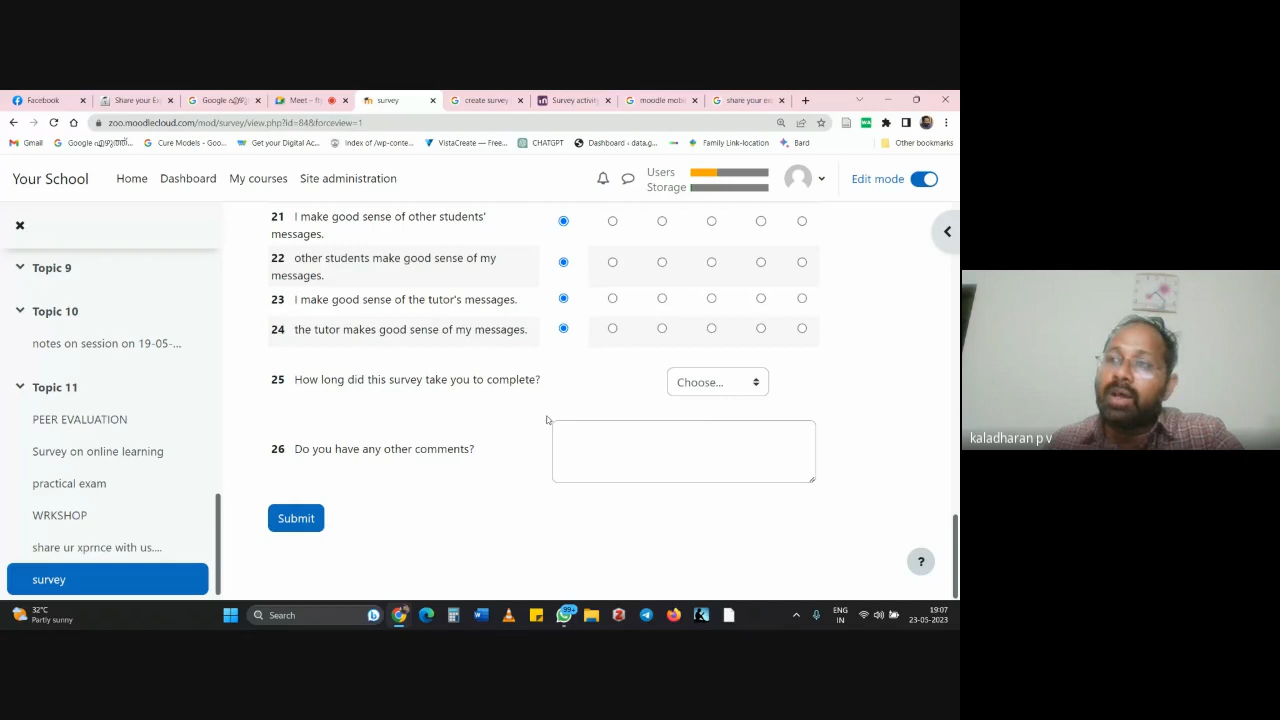 Facebook
Share your Ex
Google എഴുത്
Meet – ft
survey
create survey
Survey activity
moodle mobi
share your ex
zoo.moodlecloud.com/mod/survey/view.php?id=84&forceview=1
Gmail
Google എഴുത്ത്...
Cure Models - Goo...
Get your Digital Ac...
Index of /wp-conte...
VistaCreate — Free...
CHATGPT
Dashboard ‹ data.g...
Family Link-location
Bard
Other bookmarks
Your School
Home
Dashboard
My courses
Site administration
Users
Storage
Edit mode
Topic 9
Topic 10
notes on session on 19-05-...
Topic 11
PEER EVALUATION
Survey on online learning
practical exam
WRKSHOP
share ur xprnce with us....
survey
21 I make good sense of other students'
messages.
22 other students make good sense of my
messages.
23 I make good sense of the tutor's messages.
24 the tutor makes good sense of my messages.
25 How long did this survey take you to complete?
Choose...
26 Do you have any other comments?
Submit
?
kaladharan p v
32°C
Partly sunny
Search
99+
ENG
IN
19:07
23-05-2023